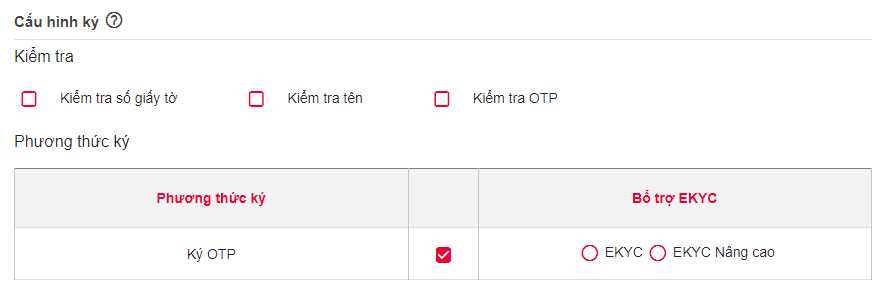 Cấu hình ký ?
Kiểm tra
Kiểm tra số giấy tờ Kiểm tra tên Kiểm tra OTP
Phương thức ký
Phương thức ký Bổ trợ EKYC
Ký OTP EKYC EKYC Nâng cao